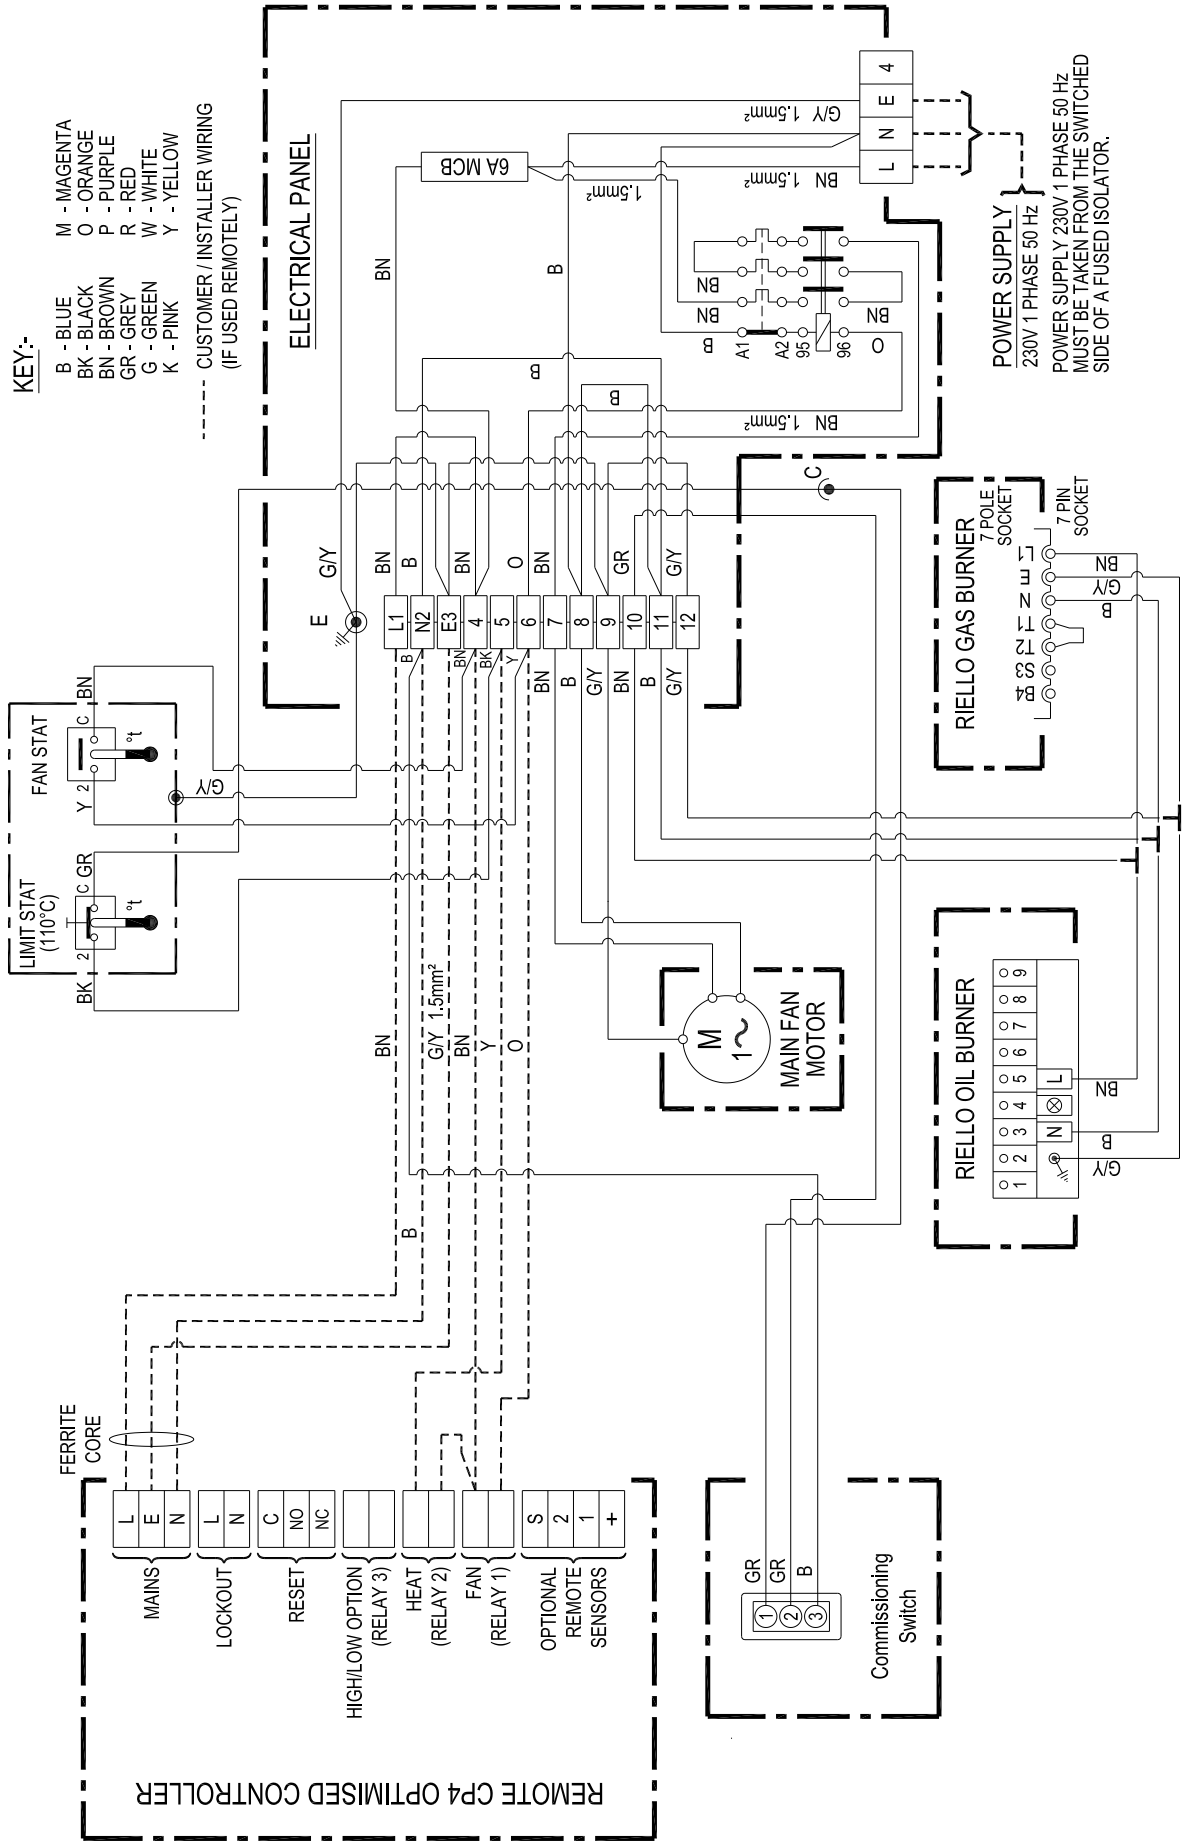 KEY:-
B - BLUE
BK - BLACK
BN - BROWN
GR - GREY
G - GREEN
K - PINK
M - MAGENTA
O - ORANGE
P - PURPLE
R - RED
W - WHITE
Y - YELLOW
CUSTOMER / INSTALLER WIRING
(IF USED REMOTELY)
FAN STAT
Y 2
C BN
°t
LIMIT STAT
(110°C)
BK 2
C GR
°t
G/Y
ELECTRICAL PANEL
E
G/Y
BN
6A MCB
B
1.5mm²
BN 1.5mm²
G/Y 1.5mm²
L
N
E
4
POWER SUPPLY
230V 1 PHASE 50 Hz
POWER SUPPLY 230V 1 PHASE 50 Hz
MUST BE TAKEN FROM THE SWITCHED
SIDE OF A FUSED ISOLATOR.
B
BN
BN
A1
A2
95
96
O
BN
BN 1.5mm²
B
B
BN
B
BN
O
BN
GR
G/Y
C
L1
N2
E3
4
5
6
7
8
9
10
11
12
B
BN
BK
Y
BN
B
G/Y
BN
B
G/Y
BN
B
G/Y 1.5mm²
BN
Y
O
M
1~
MAIN FAN
MOTOR
RIELLO GAS BURNER
7 POLE
SOCKET
7 PIN
SOCKET
B4
S3
T2
T1
N
E
L1
B
G/Y
BN
RIELLO OIL BURNER
1
2
3
4
5
6
7
8
9
N
L
G/Y
B
BN
FERRITE
CORE
L
E
N
MAINS
L
N
LOCKOUT
C
NO
NC
RESET
HIGH/LOW OPTION
(RELAY 3)
HEAT
(RELAY 2)
FAN
(RELAY 1)
S
2
1
+
OPTIONAL
REMOTE
SENSORS
REMOTE CP4 OPTIMISED CONTROLLER
GR
GR
B
1
2
3
Commissioning
Switch